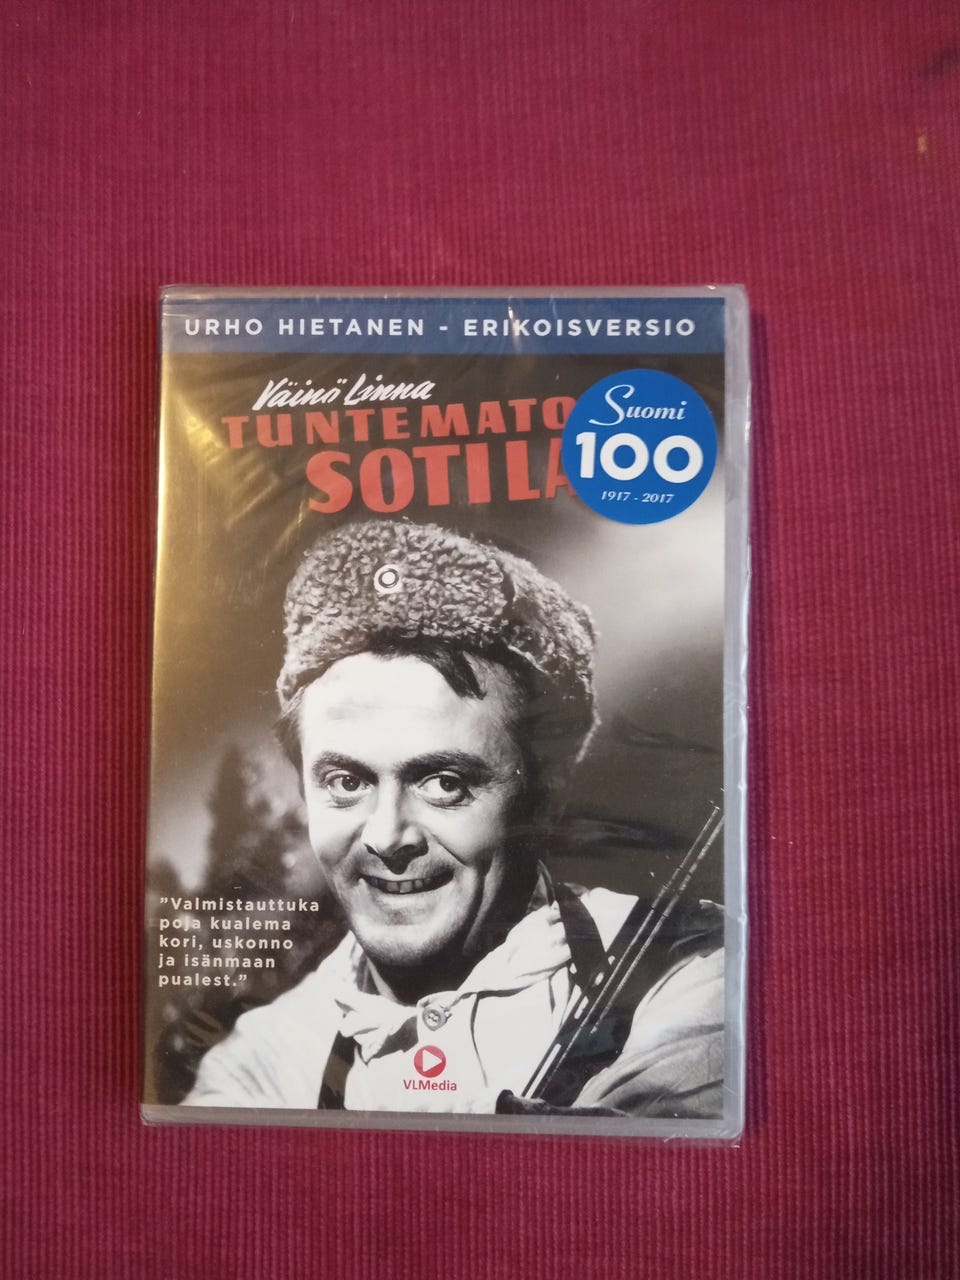 URHO HIETANEN - ERIKOISVERSIO
Väinö Linna
TUNTEMATO
SOTILA
Suomi
100
1917 - 2017
"Valmistauttuka
poja kualema
kori, uskonno
ja isänmaan
pualest."
VLMedia